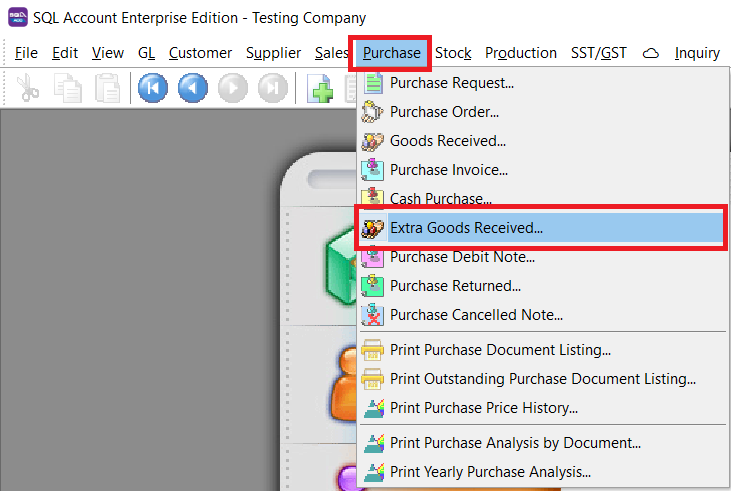 SQL Account Enterprise Edition - Testing Company
File Edit View GL Customer Supplier Sales Purchase Stock Production SST/GST Inquiry
Purchase Request...
Purchase Order...
Goods Received...
Purchase Invoice...
Cash Purchase...
Extra Goods Received...
Purchase Debit Note...
Purchase Returned...
Purchase Cancelled Note...
Print Purchase Document Listing...
Print Outstanding Purchase Document Listing...
Print Purchase Price History...
Print Purchase Analysis by Document...
Print Yearly Purchase Analysis...